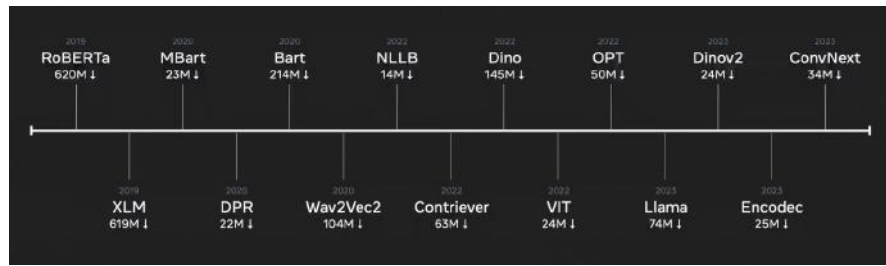 2019
RoBERTa
620M ↓
2020
MBart
23M ↓
2020
Bart
214M ↓
2022
NLLB
14M ↓
2022
Dino
145M ↓
2022
OPT
50M ↓
2023
Dinov2
24M ↓
2023
ConvNext
34M ↓
2019
XLM
619M ↓
2020
DPR
22M ↓
2020
Wav2Vec2
104M ↓
2022
Contriever
63M ↓
2022
VIT
24M ↓
2023
Llama
74M ↓
2023
Encodec
25M ↓